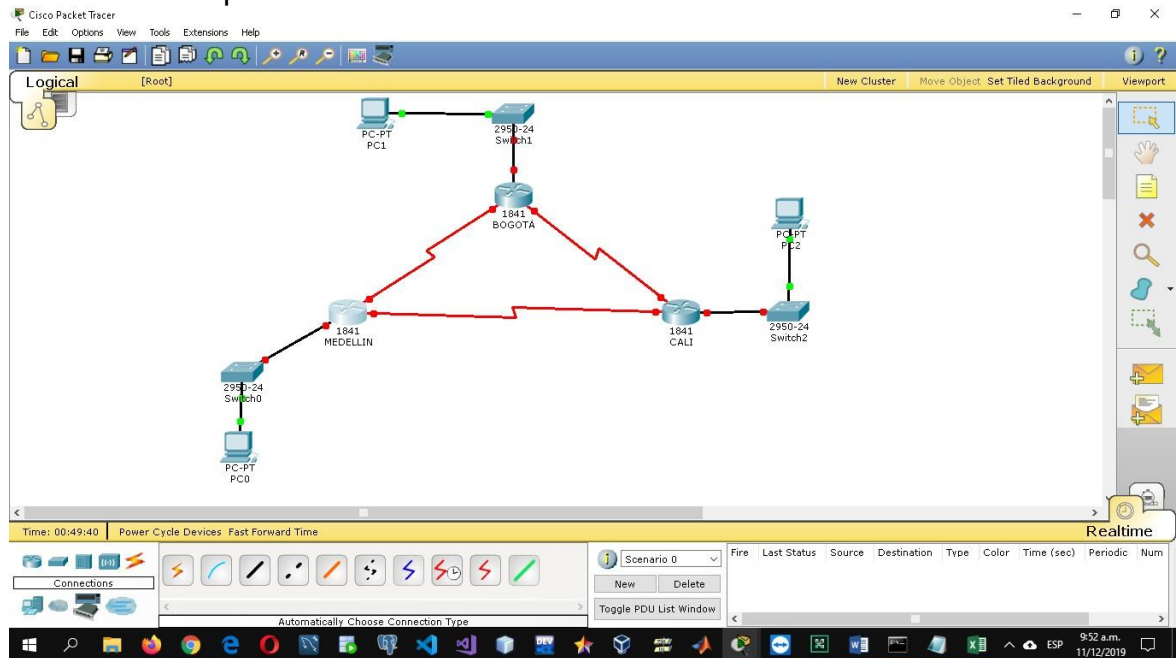 Cisco Packet Tracer
File Edit Options View Tools Extensions Help
Logical [Root] New Cluster Move Object Set Tiled Background Viewport
PC-PT
PC1
2950-24
Switch1
1841
BOGOTÁ
PC-PT
PC2
1841
MEDELLIN
1841
CALI
2950-24
Switch2
2950-24
Switch0
PC-PT
PC0
Time: 00:49:40 Power Cycle Devices Fast Forward Time Realtime
Connections
Automatically Choose Connection Type
Scenario 0
New Delete
Toggle PDU List Window
Fire Last Status Source Destination Type Color Time (sec) Periodic Num
ESP
9:52 a.m.
11/12/2019